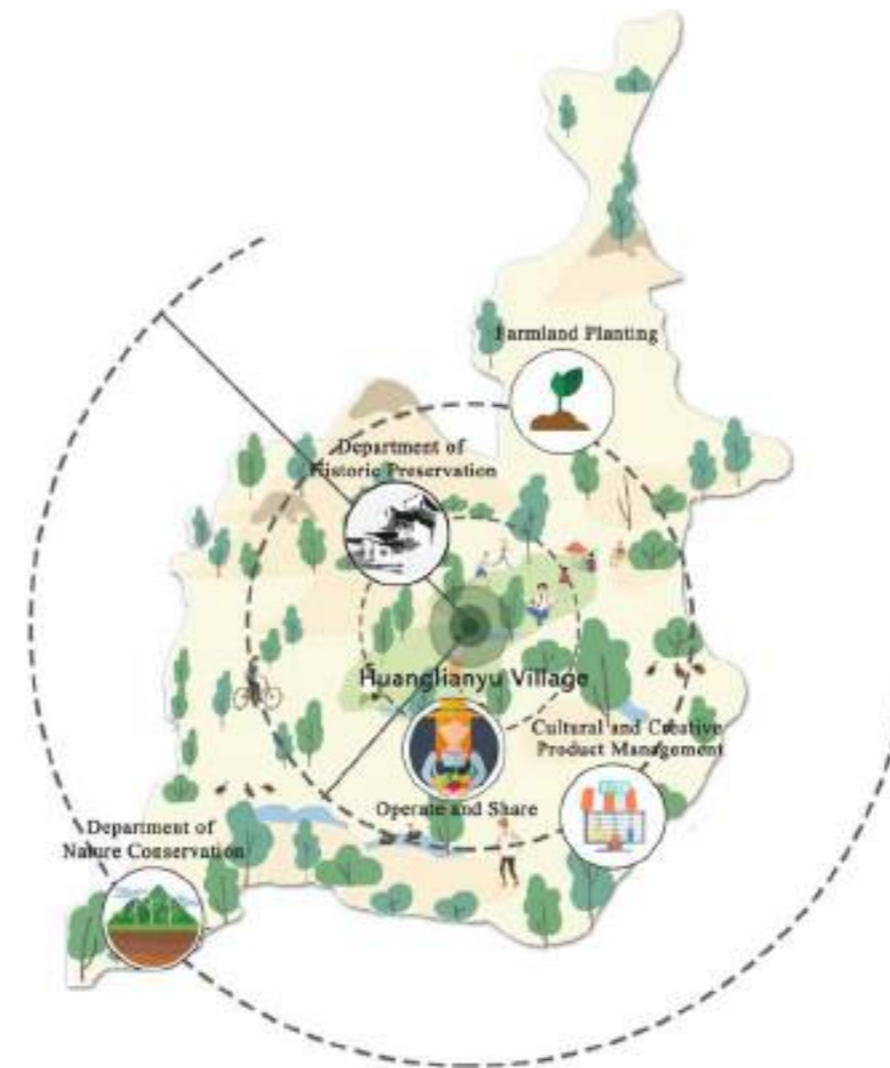 Farmland Planting
Department of
Historic Preservation
Huanglianyu Village
Cultural and Creative
Product Management
Operate and Share
Department of
Nature Conservation